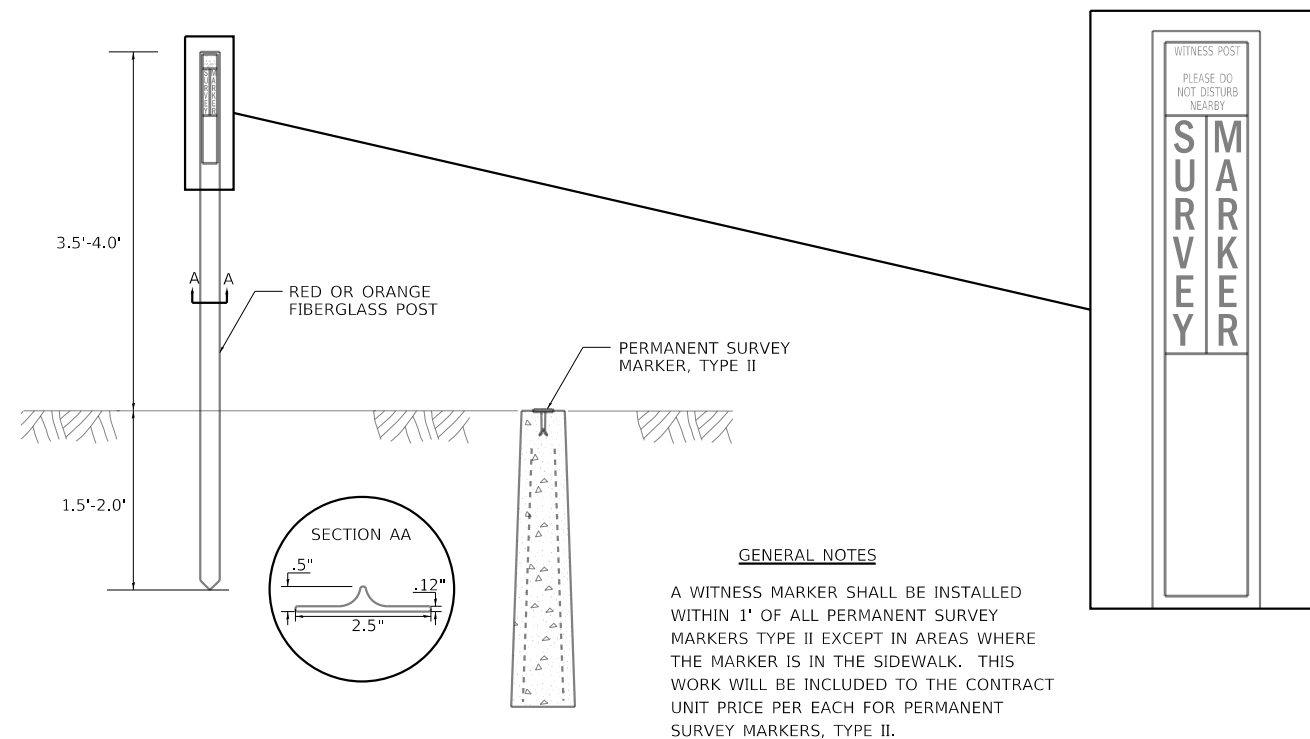 WITNESS POST
PLEASE DO
NOT DISTURB
NEARBY
SURVEY
MARKER
SURVEY
MARKER
3.5'-4.0'
A A
RED OR ORANGE
FIBERGLASS POST
PERMANENT SURVEY
MARKER, TYPE II
1.5'-2.0'
SECTION AA
.5"
.12"
2.5"
GENERAL NOTES
A WITNESS MARKER SHALL BE INSTALLED
WITHIN 1' OF ALL PERMANENT SURVEY
MARKERS TYPE II EXCEPT IN AREAS WHERE
THE MARKER IS IN THE SIDEWALK. THIS
WORK WILL BE INCLUDED TO THE CONTRACT
UNIT PRICE PER EACH FOR PERMANENT
SURVEY MARKERS, TYPE II.